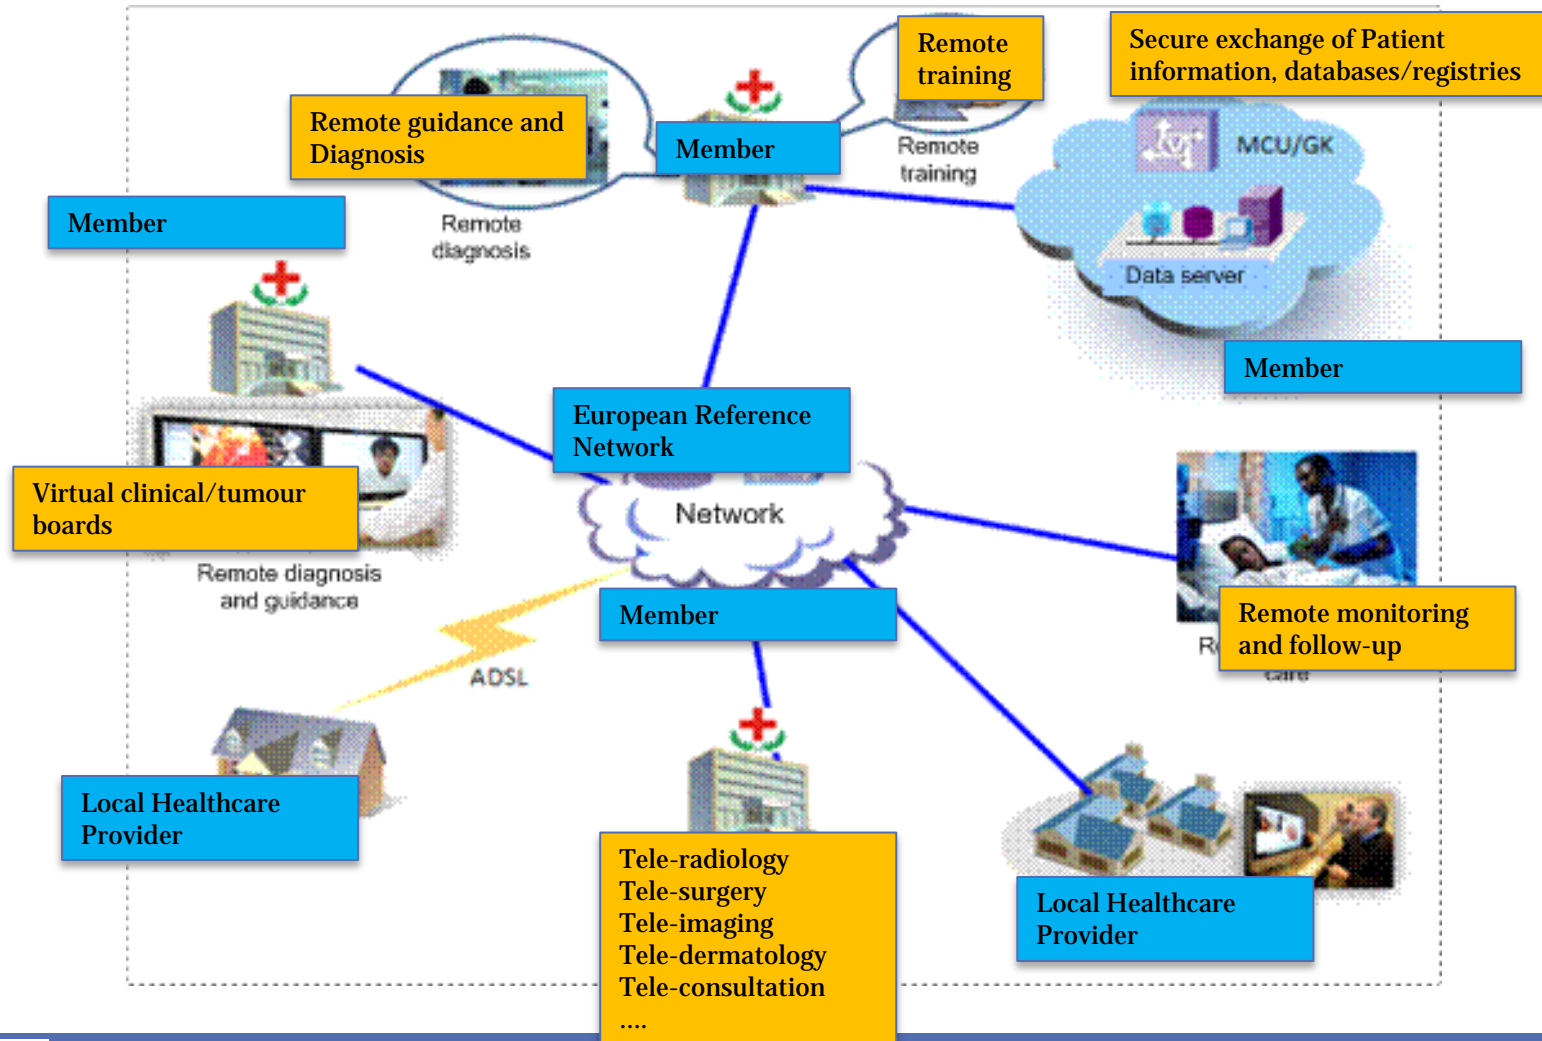 Remote
training
Secure exchange of Patient
information, databases/registries
Remote guidance and
Diagnosis
Member
Remote
training
MCU/GK
Member
Remote
diagnosis
Data server
Member
European Reference
Network
Virtual clinical/tumour
boards
Network
Remote diagnosis
and guidance
Member
Remote monitoring
and follow-up
care
ADSL
Local Healthcare
Provider
Tele-radiology
Tele-surgery
Tele-imaging
Tele-dermatology
Tele-consultation
....
Local Healthcare
Provider